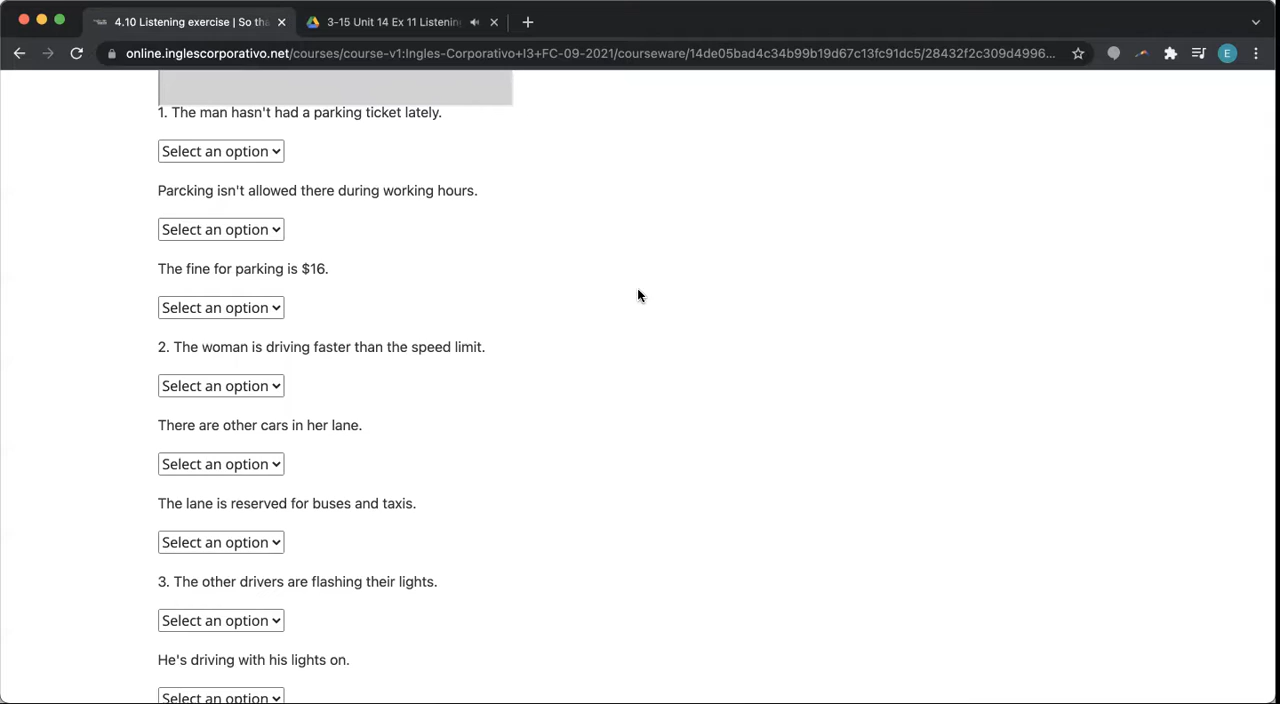 4.10 Listening exercise | So tha
3-15 Unit 14 Ex 11 Listening
online.inglescorporativo.net/courses/course-v1:Ingles-Corporativo+I3+FC-09-2021/courseware/14de05bad4c34b99b19d67c13fc91dc5/28432f2c309d4996...
E
1. The man hasn't had a parking ticket lately.
Select an option
Parcking isn't allowed there during working hours.
Select an option
The fine for parking is $16.
Select an option
2. The woman is driving faster than the speed limit.
Select an option
There are other cars in her lane.
Select an option
The lane is reserved for buses and taxis.
Select an option
3. The other drivers are flashing their lights.
Select an option
He's driving with his lights on.
Select an option